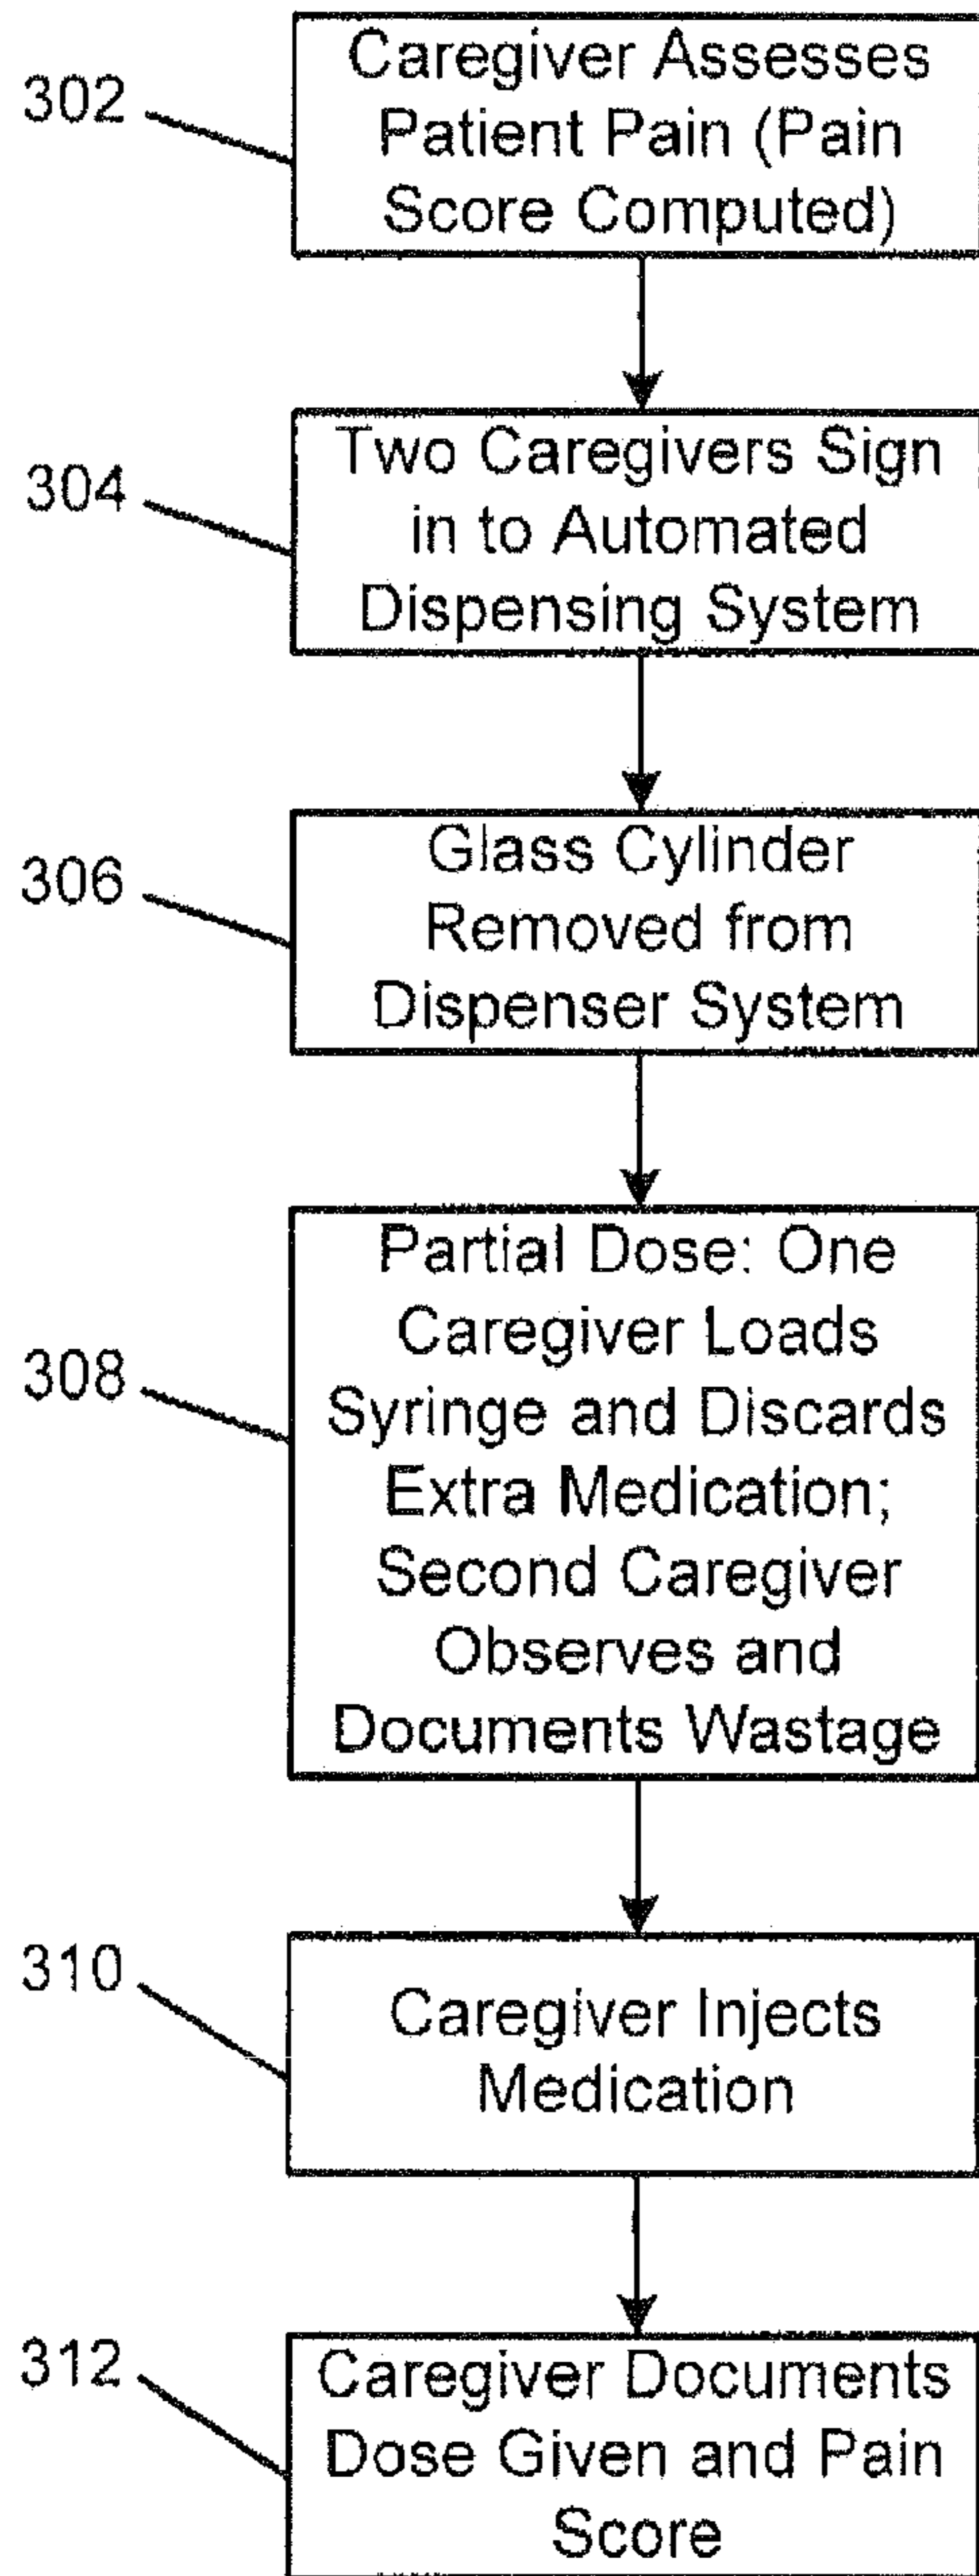 302
Caregiver Assesses
Patient Pain (Pain
Score Computed)
304
Two Caregivers Sign
in to Automated
Dispensing System
306
Glass Cylinder
Removed from
Dispenser System
308
Partial Dose: One
Caregiver Loads
Syringe and Discards
Extra Medication;
Second Caregiver
Observes and
Documents Wastage
310
Caregiver Injects
Medication
312
Caregiver Documents
Dose Given and Pain
Score